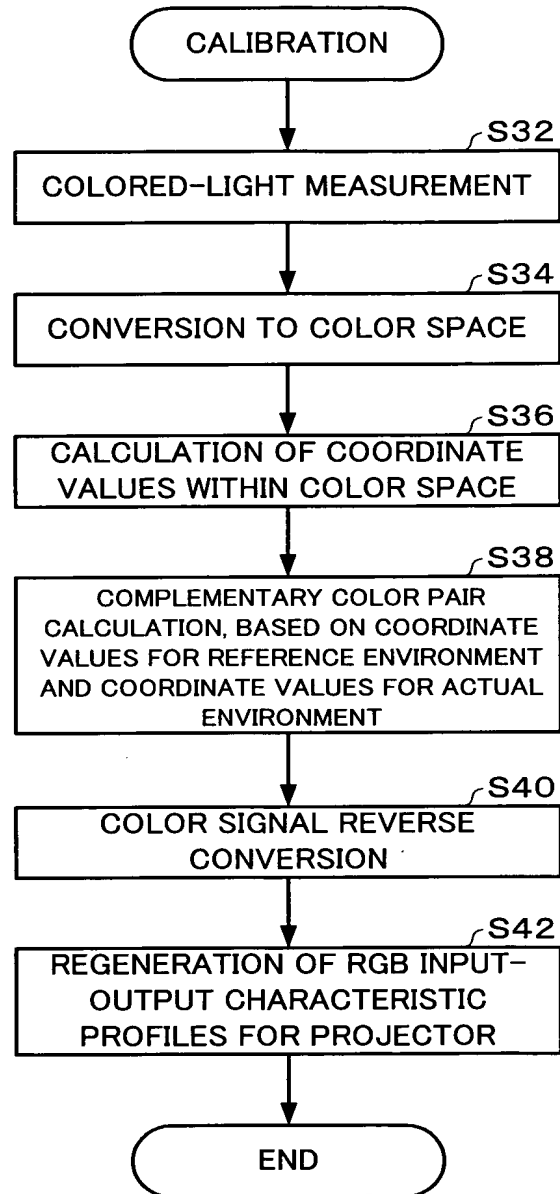 CALIBRATION
S32
COLORED-LIGHT MEASUREMENT
S34
CONVERSION TO COLOR SPACE
S36
CALCULATION OF COORDINATE
VALUES WITHIN COLOR SPACE
S38
COMPLEMENTARY COLOR PAIR
CALCULATION, BASED ON COORDINATE
VALUES FOR REFERENCE ENVIRONMENT
AND COORDINATE VALUES FOR ACTUAL
ENVIRONMENT
S40
COLOR SIGNAL REVERSE
CONVERSION
S42
REGENERATION OF RGB INPUT-
OUTPUT CHARACTERISTIC
PROFILES FOR PROJECTOR
END